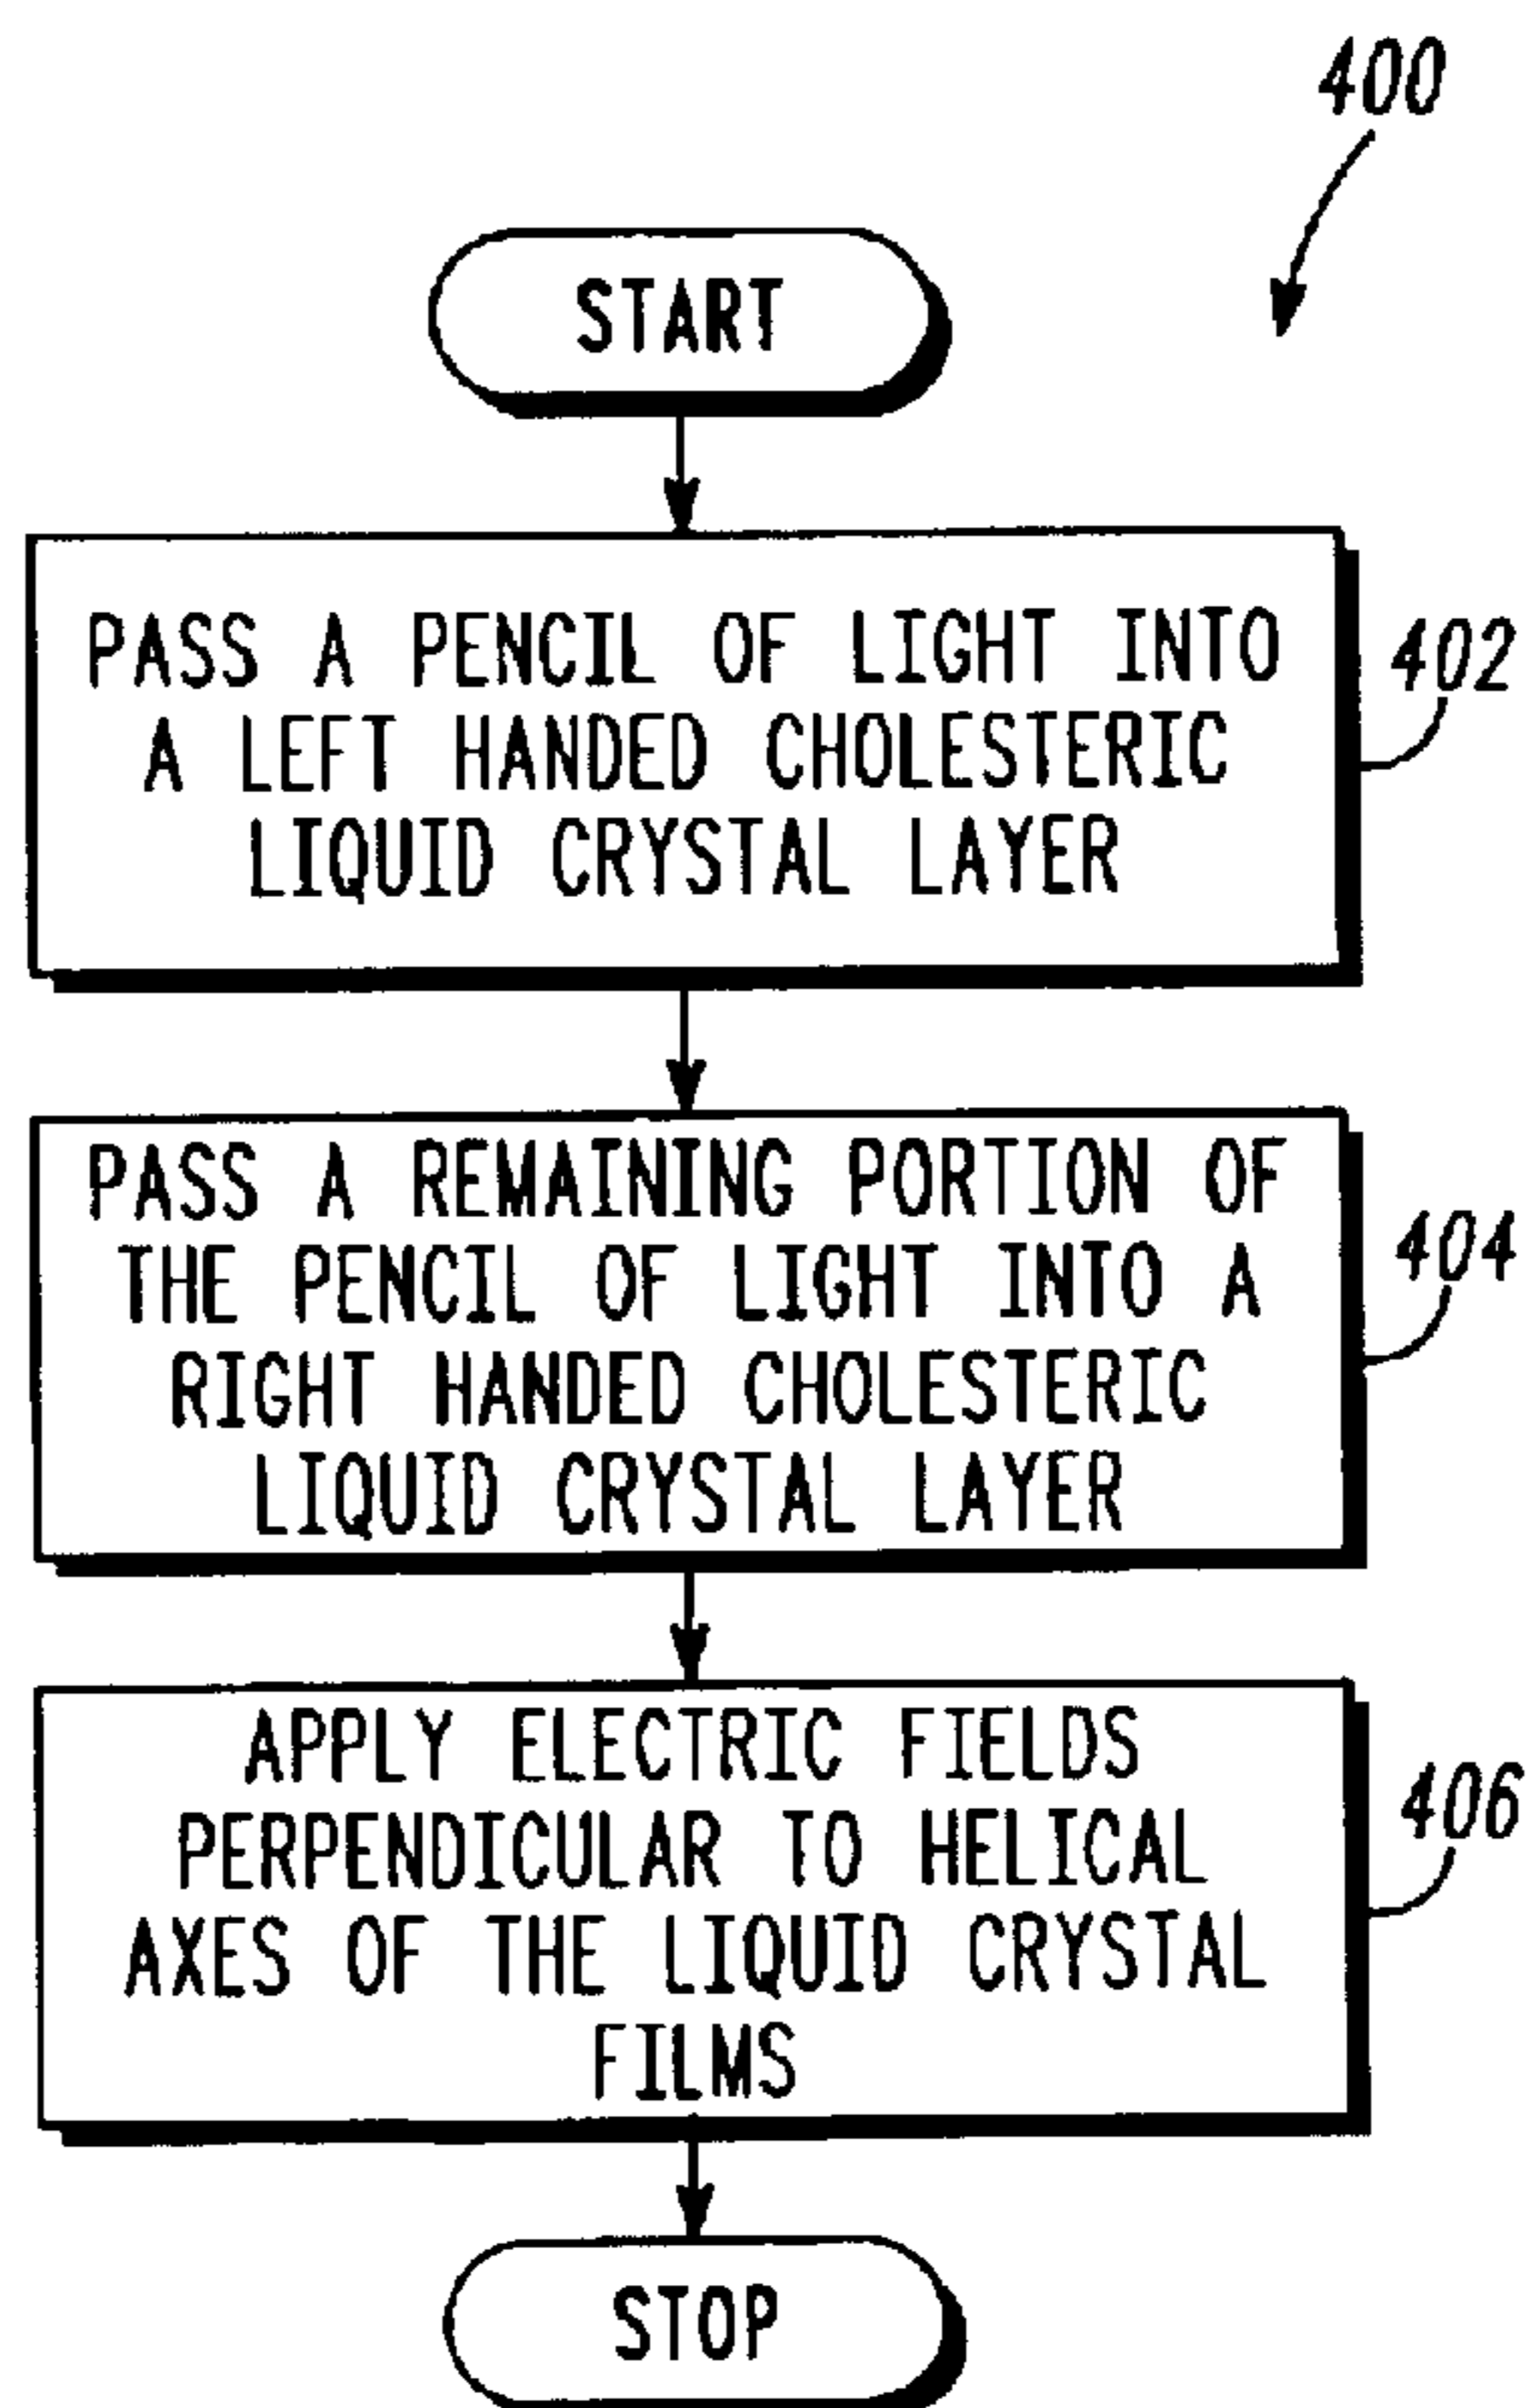 400
START
PASS A PENCIL OF LIGHT INTO
A LEFT HANDED CHOLESTERIC
LIQUID CRYSTAL LAYER
402
PASS A REMAINING PORTION OF
THE PENCIL OF LIGHT INTO A
RIGHT HANDED CHOLESTERIC
LIQUID CRYSTAL LAYER
404
APPLY ELECTRIC FIELDS
PERPENDICULAR TO HELICAL
AXES OF THE LIQUID CRYSTAL
FILMS
406
STOP